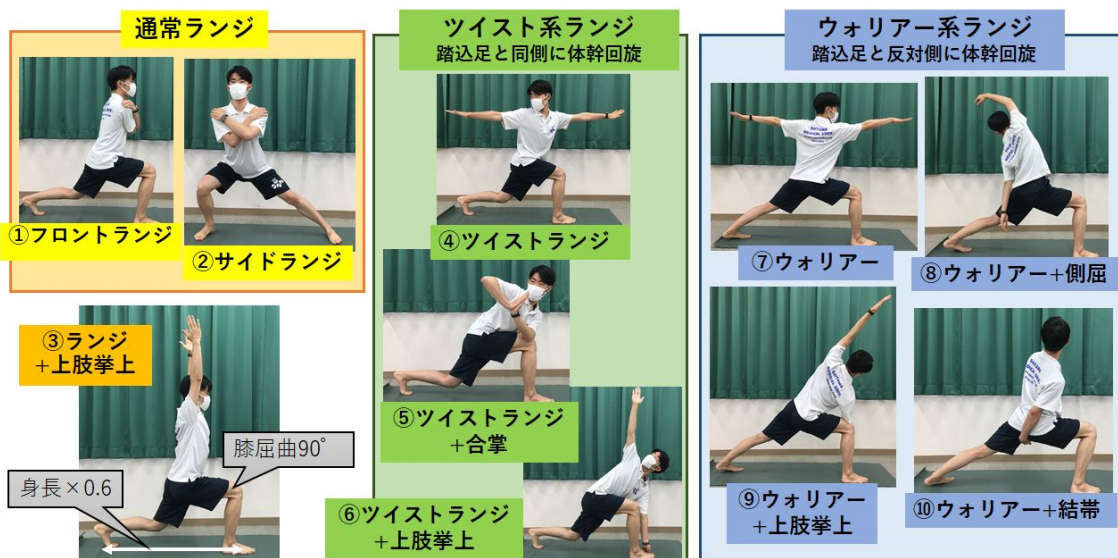 通常ランジ
①フロントランジ
②サイドランジ
③ランジ
+上肢挙上
膝屈曲90°
身長×0.6
ツイスト系ランジ
踏込足と同側に体幹回旋
④ツイストランジ
⑤ツイストランジ
+合掌
⑥ツイストランジ
+上肢挙上
ウォリアー系ランジ
踏込足と反対側に体幹回旋
⑦ウォリアー
⑧ウォリアー+側屈
⑨ウォリアー
+上肢挙上
⑩ウォリアー+結帯